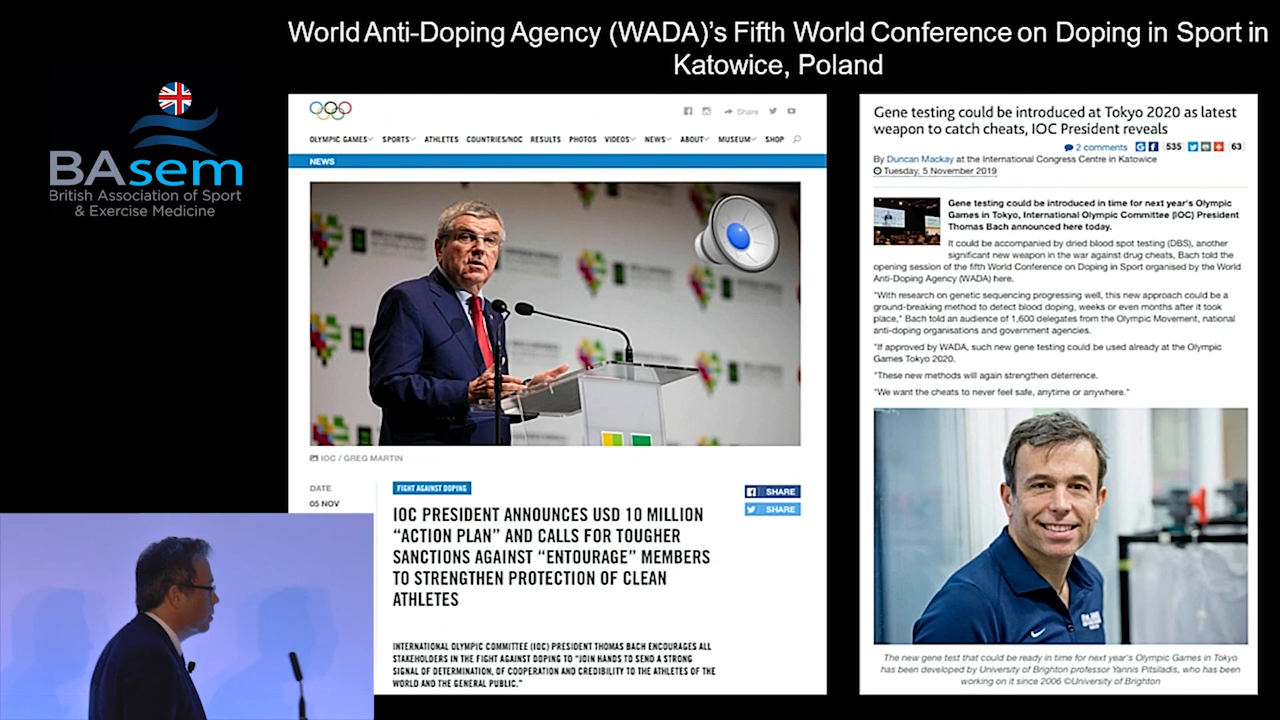 World Anti-Doping Agency (WADA)'s Fifth World Conference on Doping in Sport in
Katowice, Poland
BAsem
British Association of Sport
& Exercise Medicine
Share
OLYMPIC GAMES SPORTS ATHLETES COUNTRIES/NOC RESULTS PHOTOS VIDEOS NEWS ABOUT MUSEUM SHOP
NEWS
IOC / GREG MARTIN
DATE
05 NOV
FIGHT AGAINST DOPING
SHARE
SHARE
IOC PRESIDENT ANNOUNCES USD 10 MILLION
"ACTION PLAN" AND CALLS FOR TOUGHER
SANCTIONS AGAINST "ENTOURAGE" MEMBERS
TO STRENGTHEN PROTECTION OF CLEAN
ATHLETES
INTERNATIONAL OLYMPIC COMMITTEE (IOC) PRESIDENT THOMAS BACH ENCOURAGES ALL
STAKEHOLDERS IN THE FIGHT AGAINST DOPING TO "JOIN HANDS TO SEND A STRONG
SIGNAL OF DETERMINATION, OF COOPERATION AND CREDIBILITY TO THE ATHLETES OF THE
WORLD AND THE GENERAL PUBLIC."
Gene testing could be introduced at Tokyo 2020 as latest
weapon to catch cheats, IOC President reveals
2 comments 535 63
By Duncan Mackay at the International Congress Centre in Katowice
Tuesday, 5 November 2019
Gene testing could be introduced in time for next year's Olympic
Games in Tokyo, International Olympic Committee (IOC) President
Thomas Bach announced here today.
It could be accompanied by dried blood spot testing (DBS), another
significant new weapon in the war against drug cheats, Bach told the
opening session of the fifth World Conference on Doping in Sport organised by the World
Anti-Doping Agency (WADA) here.
"With research on genetic sequencing progressing well, this new approach could be a
ground-breaking method to detect blood doping, weeks or even months after it took
place," Bach told an audience of 1,600 delegates from the Olympic Movement, national
anti-doping organisations and government agencies.
"If approved by WADA, such new gene testing could be used already at the Olympic
Games Tokyo 2020.
"These new methods will again strengthen deterrence.
"We want the cheats to never feel safe, anytime or anywhere."
The new gene test that could be ready in time for next year's Olympic Games in Tokyo
has been developed by University of Brighton professor Yannis Pitsiladis, who has been
working on it since 2006 ©University of Brighton